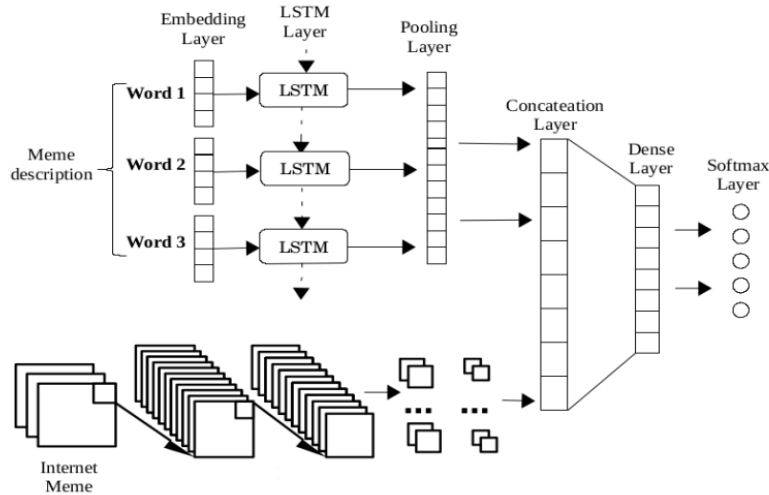 Embedding
Layer
LSTM
Layer
Pooling
Layer
Word 1
LSTM
Concateation
Layer
Meme
description
Word 2
LSTM
Dense
Layer
Softmax
Layer
Word 3
LSTM
Internet
Meme